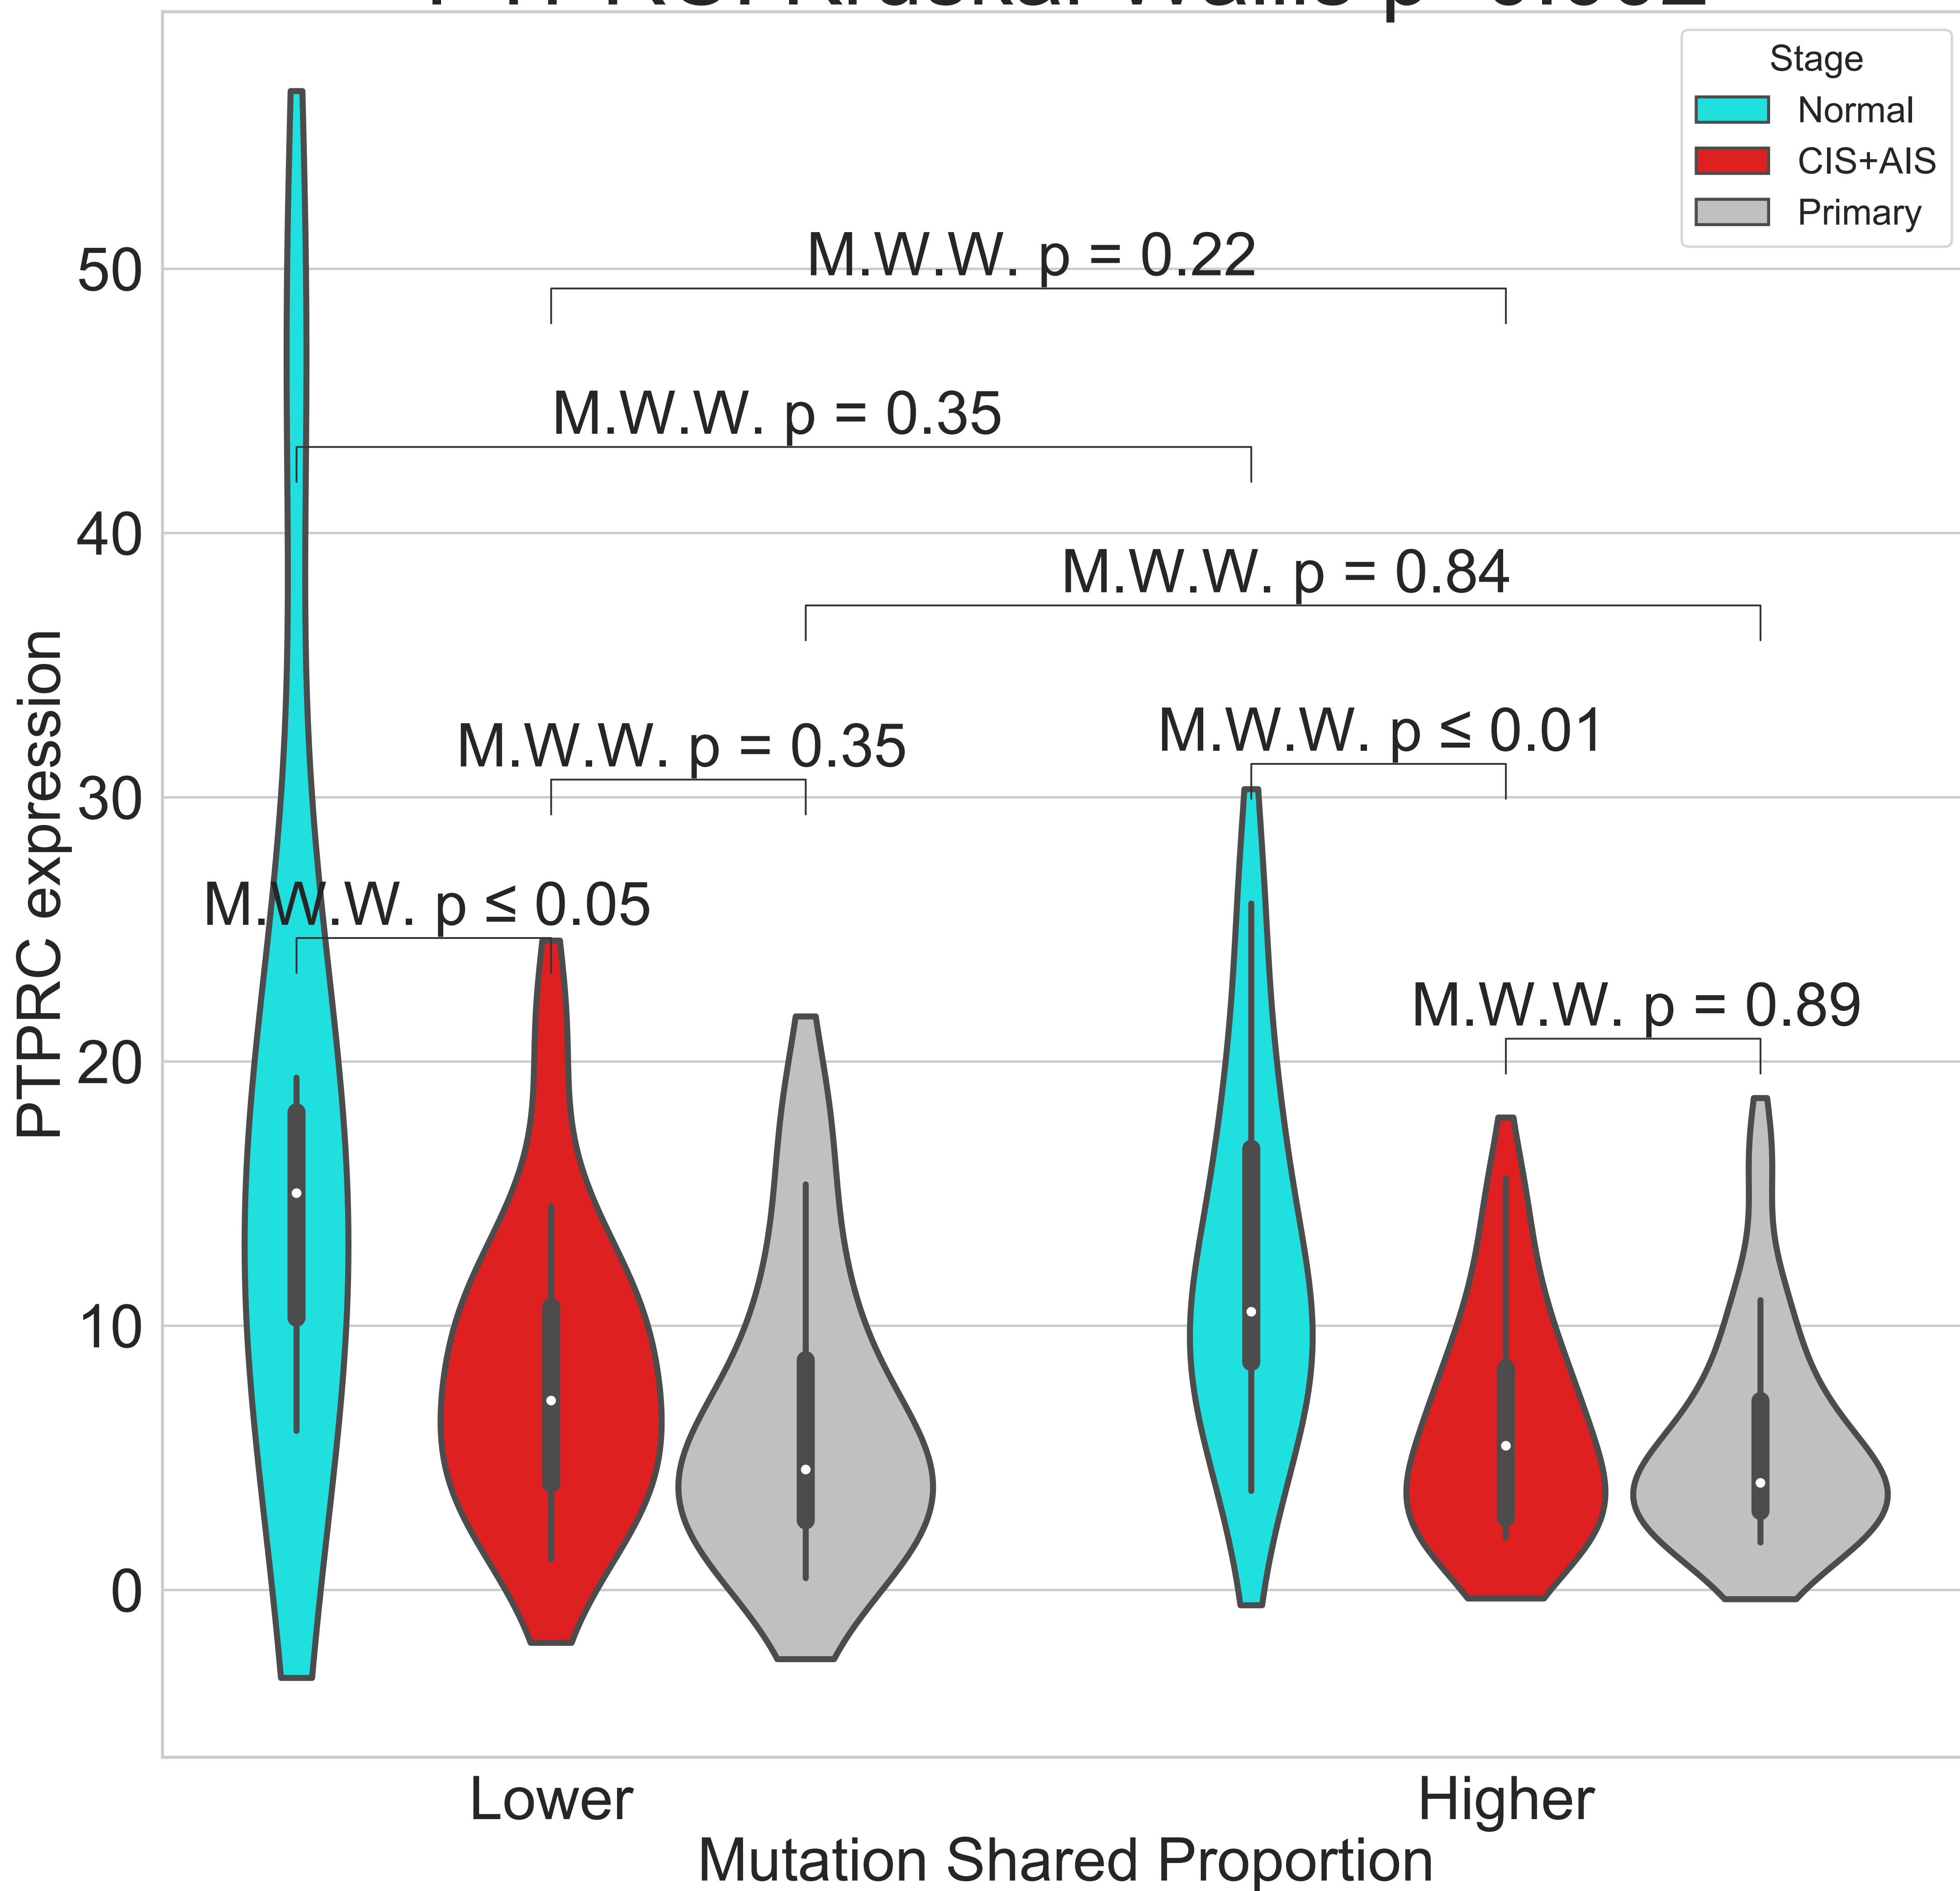 Stage
Normal
CIS+AIS
Primary
M.W.W. p = 0.22
M.W.W. p = 0.35
M.W.W. p = 0.84
M.W.W. p = 0.35
M.W.W. p ≤ 0.01
M.W.W. p ≤ 0.05
M.W.W. p = 0.89
50
40
30
20
10
0
PTPRC expression
Lower
Higher
Mutation Shared Proportion